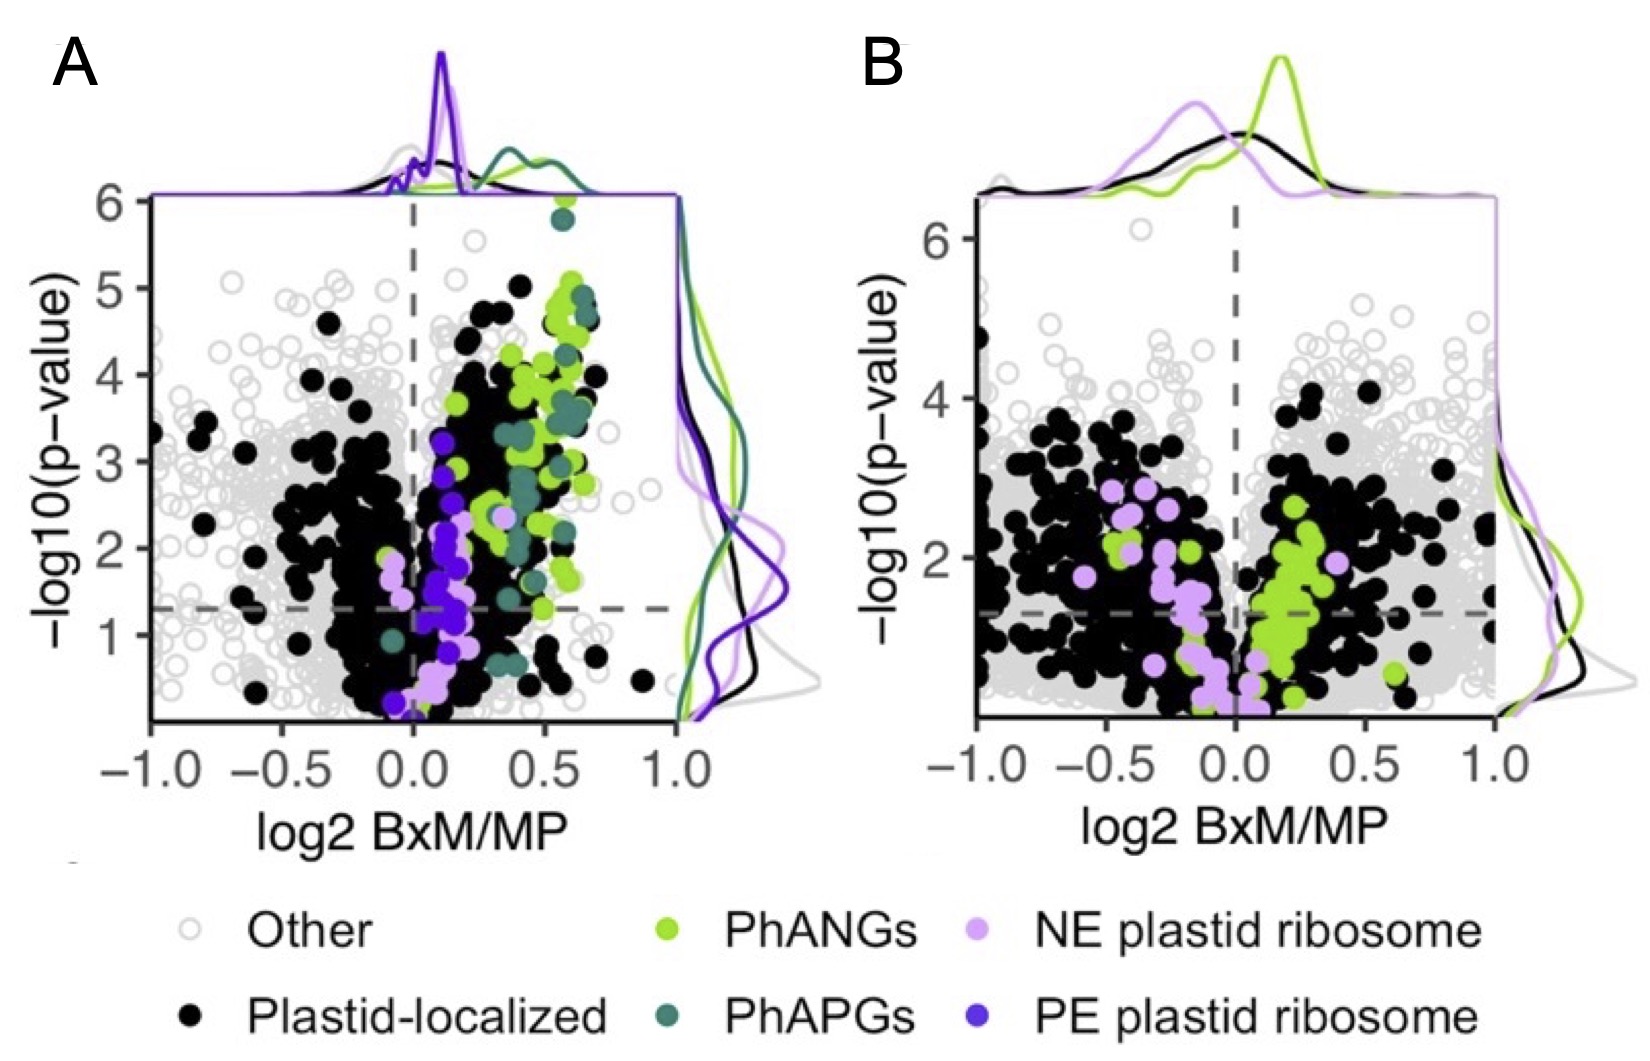 A
B
6
5
4
3
2
1
−log10(p−value)
−1.0 −0.5 0.0 0.5 1.0
log2 BxM/MP
6
4
2
−log10(p−value)
−1.0 −0.5 0.0 0.5 1.0
log2 BxM/MP
Other
PhANGs
NE plastid ribosome
Plastid-localized
PhAPGs
PE plastid ribosome